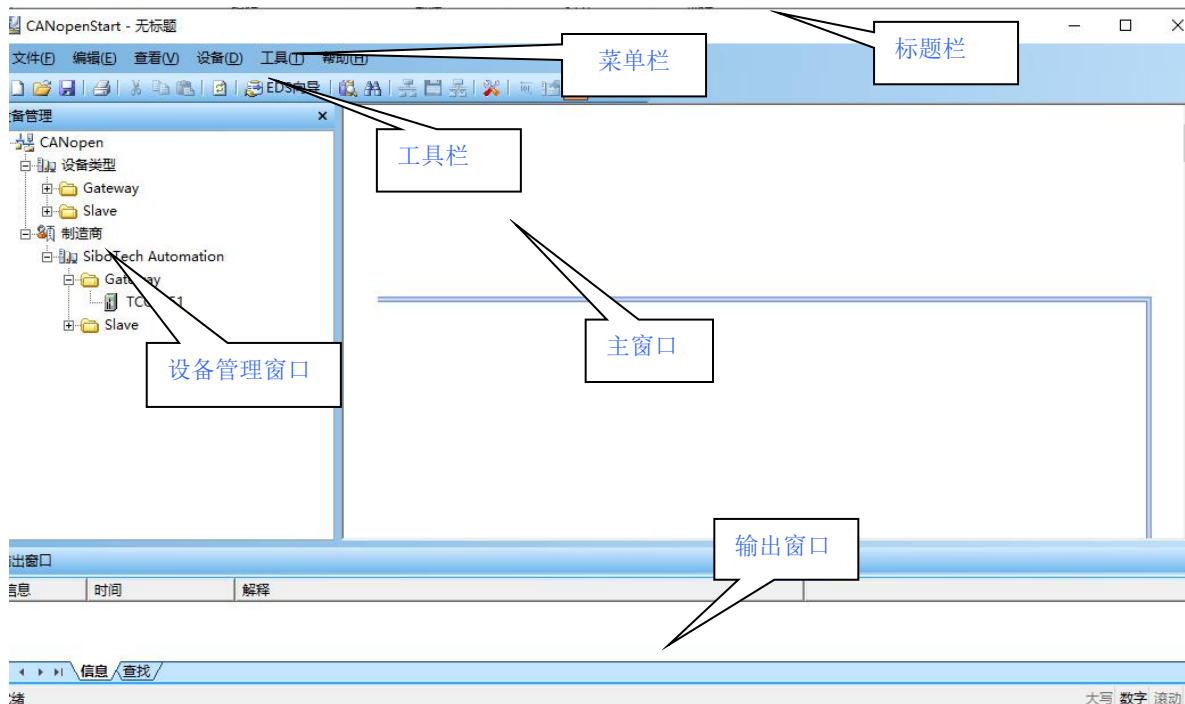 CANopenStart - 无标题
标题栏
菜单栏
文件(F) 编辑(E) 查看(V) 设备(D) 工具(T) 帮助(H)
EDS向导
工具栏
备管理
CANopen
设备类型
Gateway
Slave
制造商
SiboTech Automation
Gateway
Slave
主窗口
设备管理窗口
输出窗口
出窗口
信息 时间 解释
信息 查找
绪
大写 数字 滚动